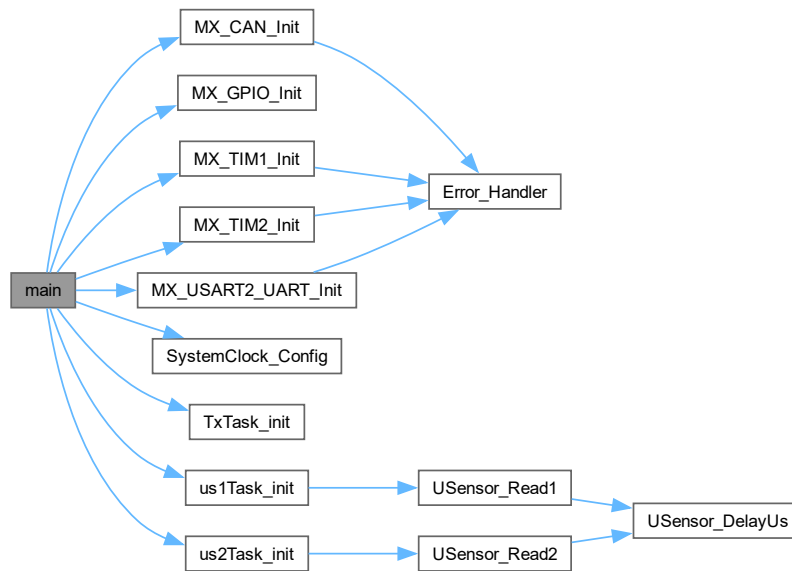 MX_CAN_Init
MX_GPIO_Init
MX_TIM1_Init
Error_Handler
MX_TIM2_Init
main
MX_USART2_UART_Init
SystemClock_Config
TxTask_init
us1Task_init
USensor_Read1
USensor_DelayUs
us2Task_init
USensor_Read2